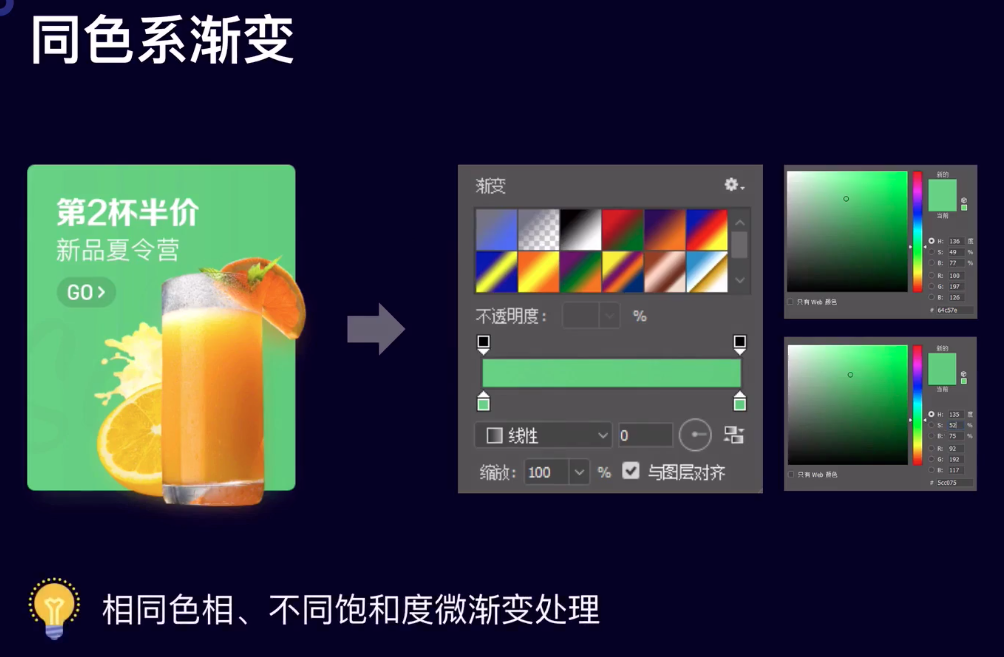 同色系渐变
第2杯半价
新品夏令营
GO >
渐变
不透明度： %
线性 0
缩放： 100 % 与图层对齐
新的
当前
H: 136 度
S: 49 %
B: 77 %
R: 100
G: 197
B: 126
只有 Web 颜色
# 64c57e
新的
当前
H: 135 度
S: 52 %
B: 75 %
R: 92
G: 192
B: 117
只有 Web 颜色
# 5cc075
相同色相、不同饱和度微渐变处理